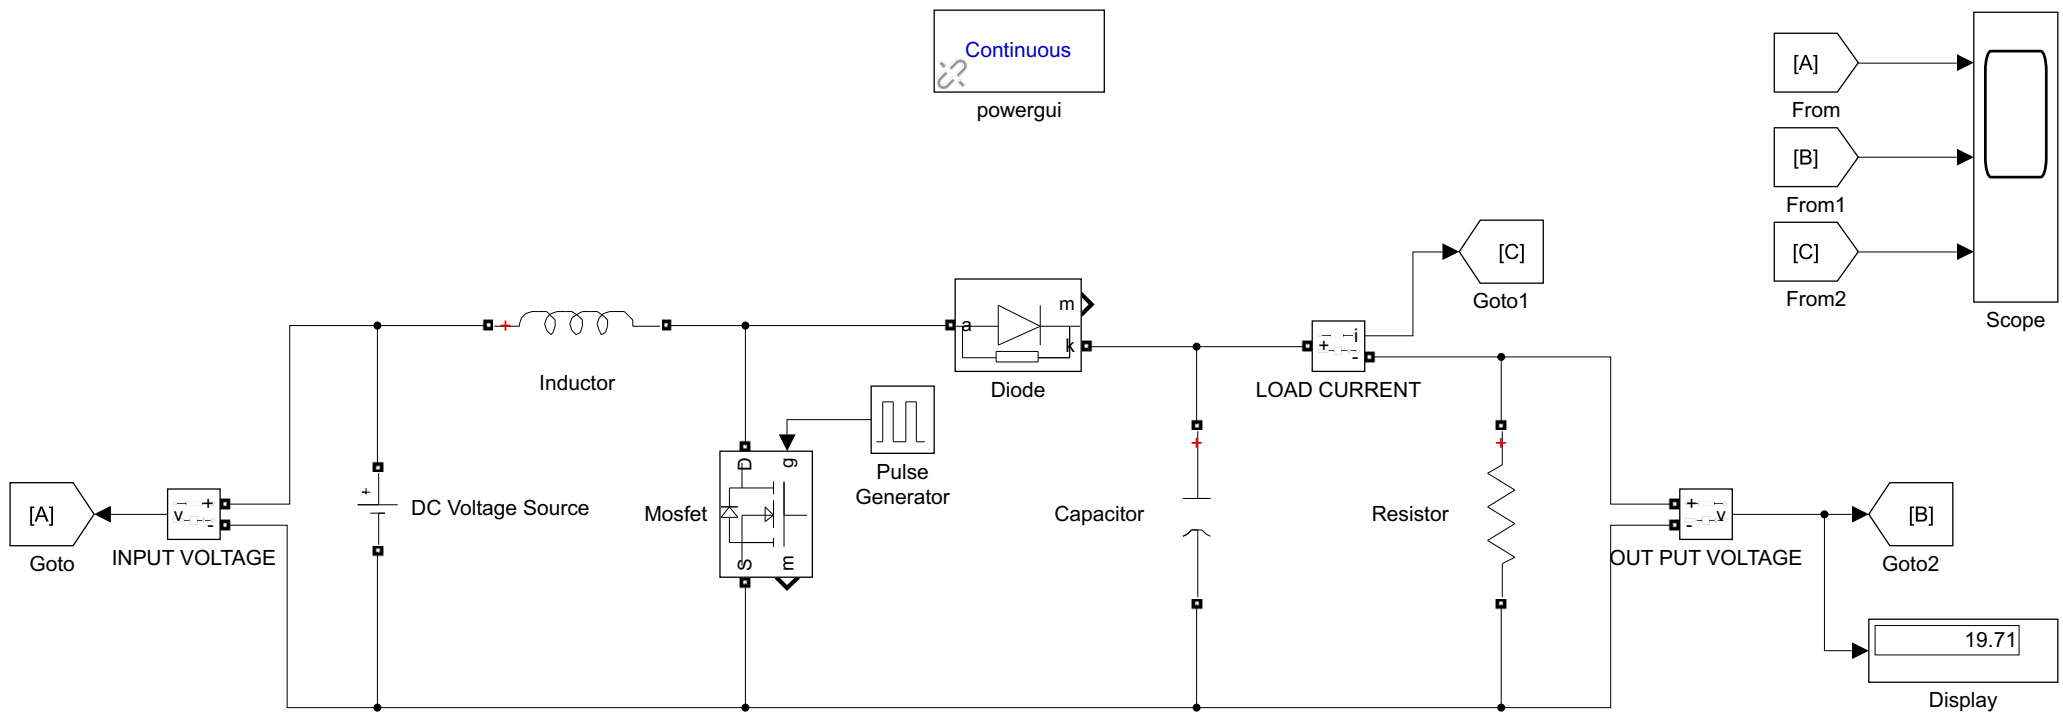 Continuous
powergui
[A]
From
[B]
From1
[C]
From2
Scope
[C]
Goto1
m
a
k
Diode
i
+
-
LOAD CURRENT
+
Inductor
Pulse
Generator
D
g
S
m
Mosfet
+
DC Voltage Source
[A]
Goto
v
+
-
INPUT VOLTAGE
+
Capacitor
+
Resistor
+
-
v
OUT PUT VOLTAGE
[B]
Goto2
19.71
Display